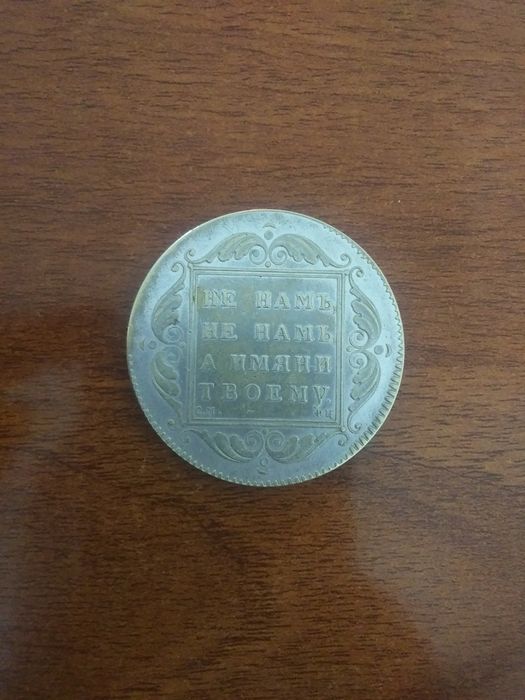 НЕ НАМЪ,
НЕ НАМЪ
А ИМЯНИ
ТВОЕМУ.
С.М. Ф.Ц